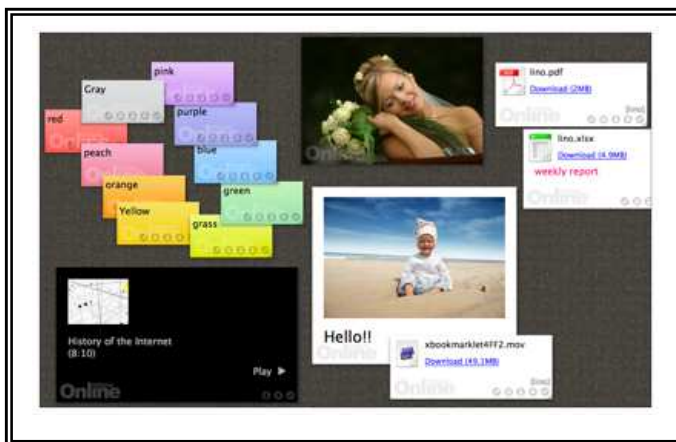 pink
Gray
purple
red
peach
blue
orange
green
Yellow
grass
lino.pdf
Download (2MB)
lino.xlsx
Download (4.9MB)
weekly report
History of the Internet
(8:10)
Play
Online
Hello!!
xbookmarklet4FF2.mov
Download (49.1MB)
Online